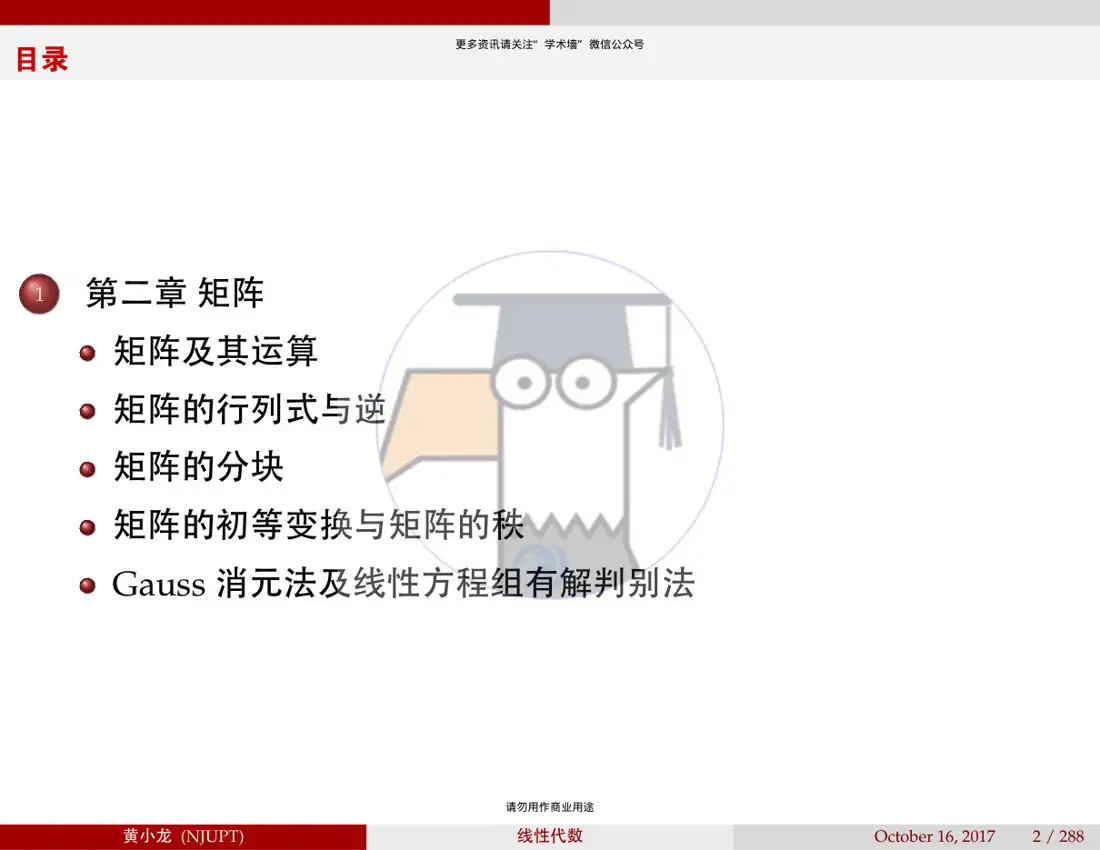 更多资讯请关注“学术墙”微信公众号
目录
1 第二章 矩阵
矩阵及其运算
矩阵的行列式与逆
矩阵的分块
矩阵的初等变换与矩阵的秩
Gauss 消元法及线性方程组有解判别法
请勿用作商业用途
黄小龙 (NJUPT) 线性代数 October 16, 2017 2 / 288